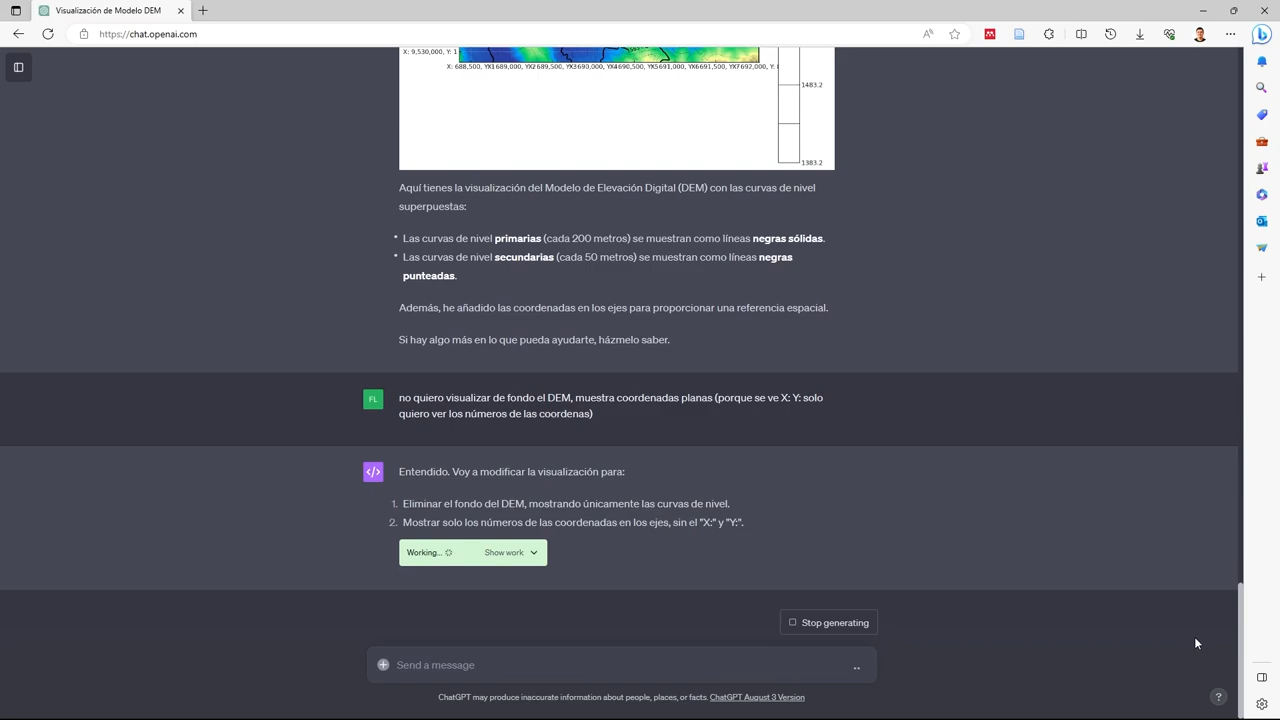 Visualización de Modelo DEM
https://chat.openai.com
X: 9,530,000, Y: 1
X: 688,500, YX1689,000, YX2689,500, YX3690,000, YX4690,500, YX5691,000, YX6691,500, YX7692,000, Y:
1483.2
1383.2
Aquí tienes la visualización del Modelo de Elevación Digital (DEM) con las curvas de nivel
superpuestas:
• Las curvas de nivel primarias (cada 200 metros) se muestran como líneas negras sólidas.
• Las curvas de nivel secundarias (cada 50 metros) se muestran como líneas negras
punteadas.
Además, he añadido las coordenadas en los ejes para proporcionar una referencia espacial.
Si hay algo más en lo que pueda ayudarte, házmelo saber.
FL
no quiero visualizar de fondo el DEM, muestra coordenadas planas (porque se ve X: Y: solo
quiero ver los números de las coordenas)
Entendido. Voy a modificar la visualización para:
1. Eliminar el fondo del DEM, mostrando únicamente las curvas de nivel.
2. Mostrar solo los números de las coordenadas en los ejes, sin el "X:" y "Y:".
Working... Show work
Stop generating
Send a message
ChatGPT may produce inaccurate information about people, places, or facts. ChatGPT August 3 Version
?